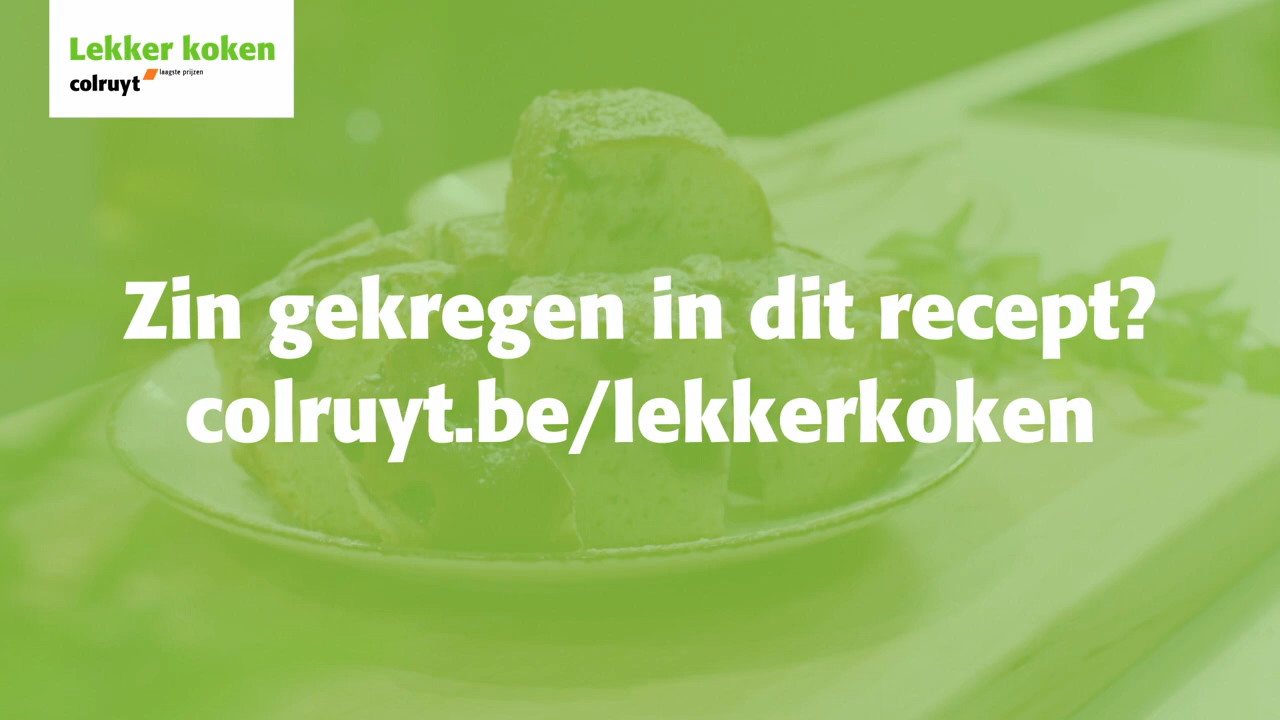 Lekker koken
colruyt laagste prijzen
Zin gekregen in dit recept?
colruyt.be/lekkerkoken